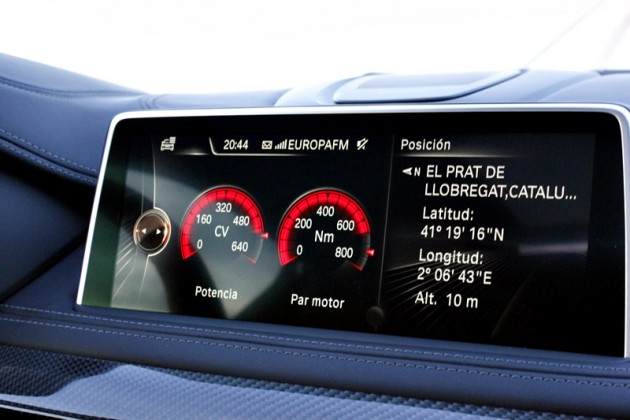 20:44 EUROPAFM
Posición
N EL PRAT DE
LLOBREGAT,CATALU...
Latitud:
41° 19' 16"N
Longitud:
2° 06' 43"E
Alt. 10 m
0 160 320 480 640
CV
Potencia
0 200 400 600 800
Nm
Par motor